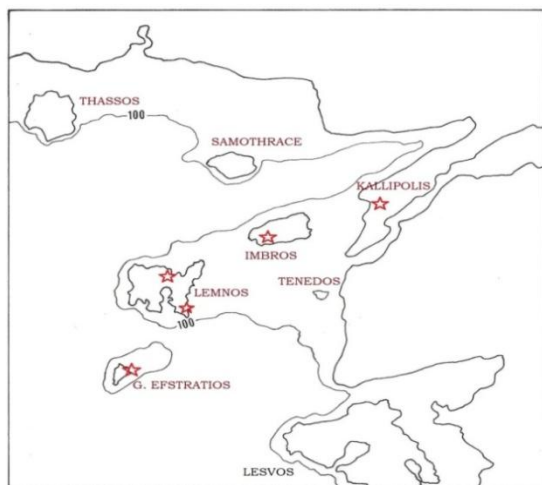 THASSOS
100
SAMOTHRACE
KALLIPOLIS
IMBROS
TENEDOS
LEMNOS
100
G. EFSTRATIOS
LESVOS